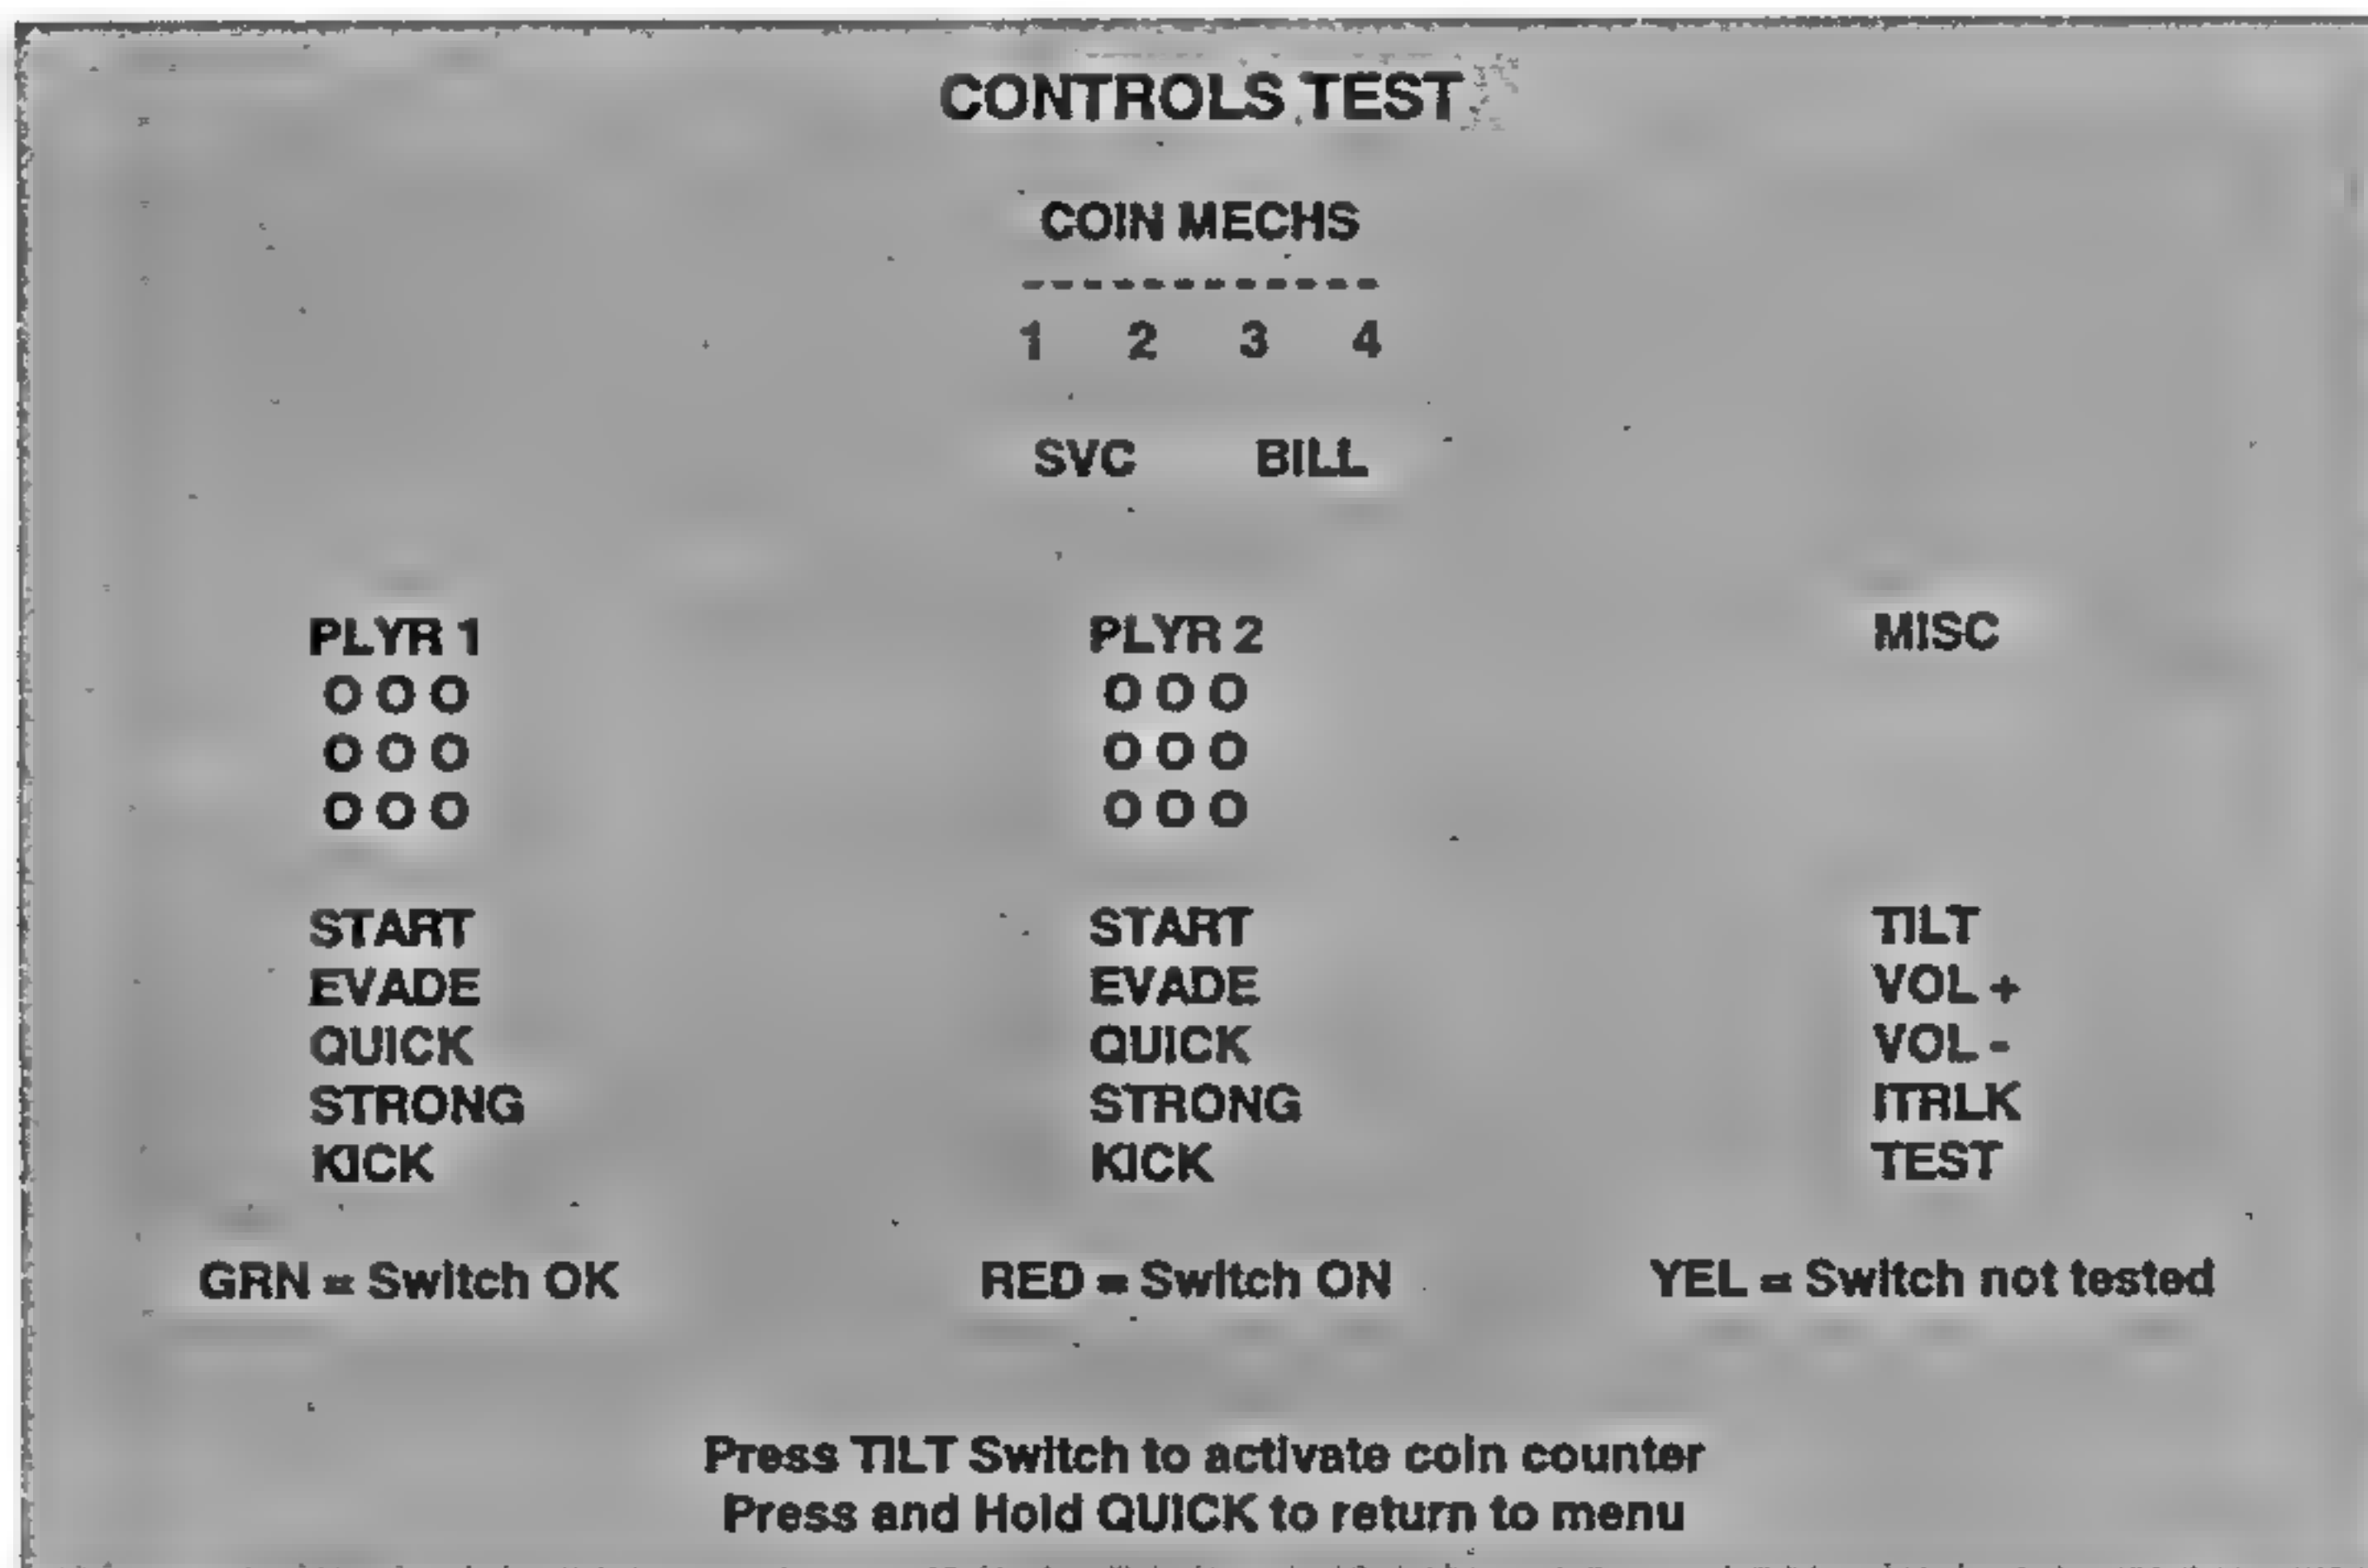 CONTROLS TEST
COIN MECHS
------------
1 2 3 4
SVC BILL
PLYR 1 PLYR 2 MISC
O O O O O O
O O O O O O
O O O O O O
START START TILT
EVADE EVADE VOL +
QUICK QUICK VOL -
STRONG STRONG ITRLK
KICK KICK TEST
GRN = Switch OK RED = Switch ON YEL = Switch not tested
Press TILT Switch to activate coin counter
Press and Hold QUICK to return to menu